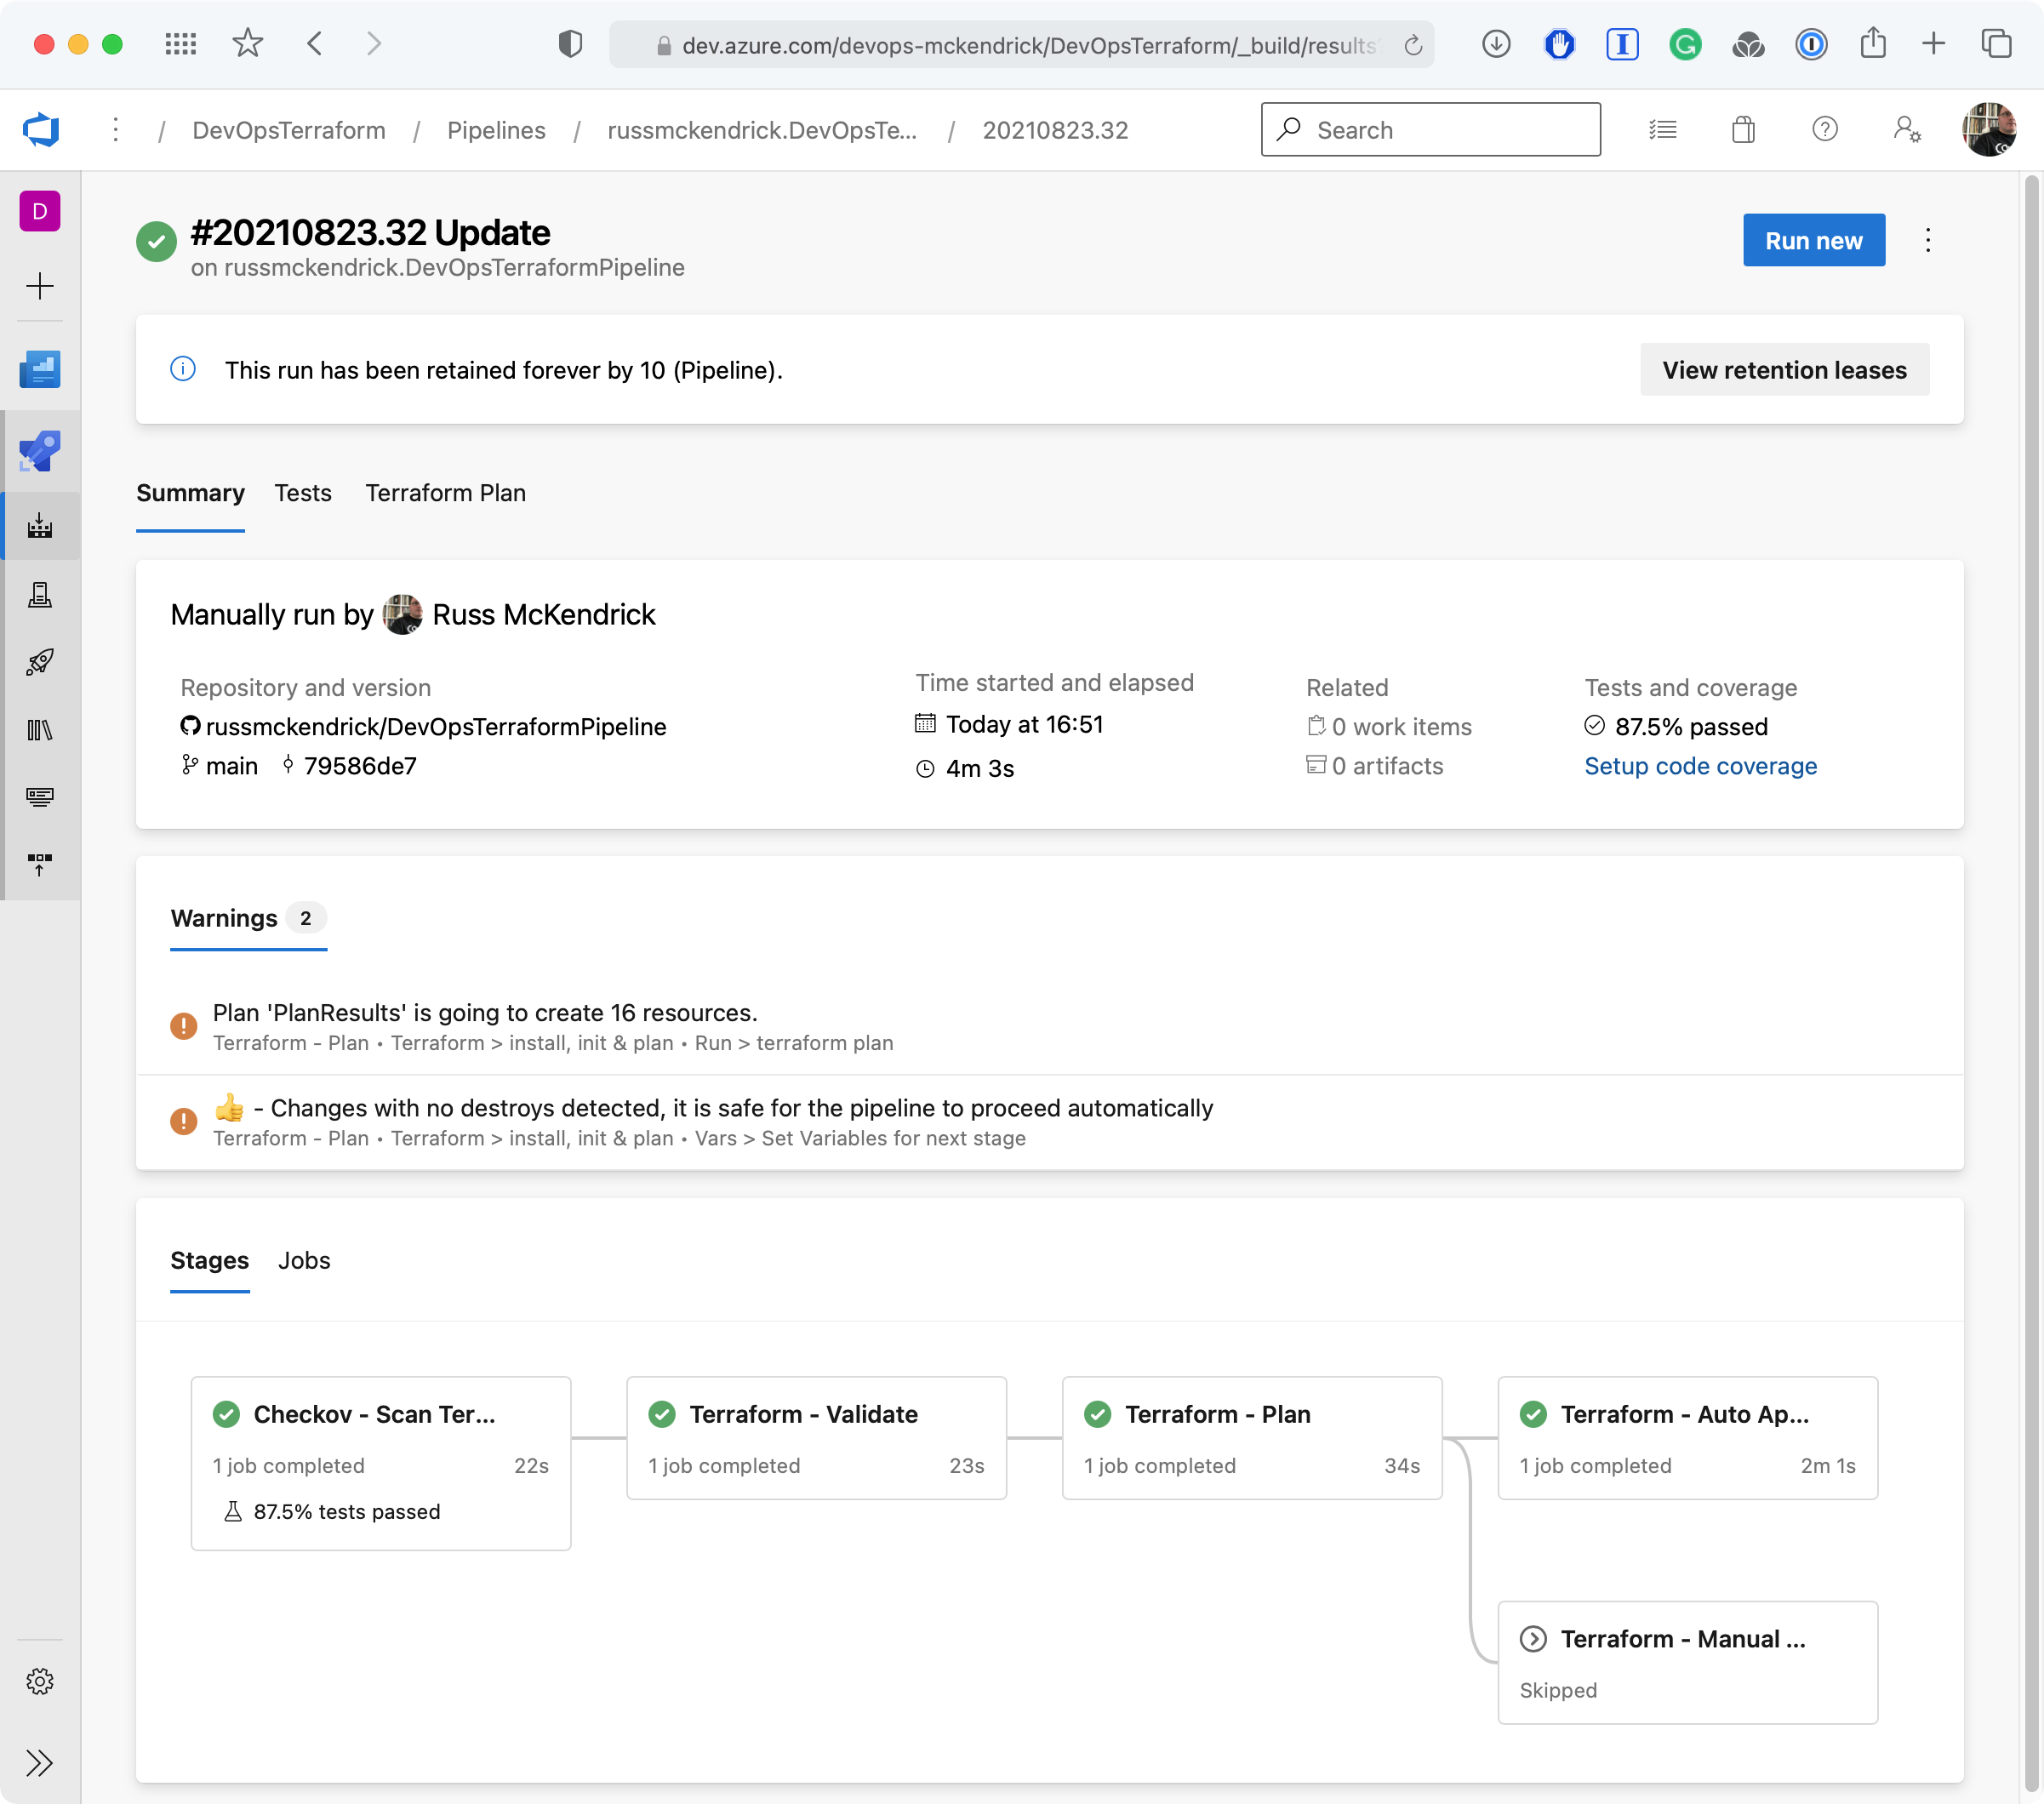 dev.azure.com/devops-mckendrick/DevOpsTerraform/_build/results
/ DevOpsTerraform / Pipelines / russmckendrick.DevOpsTe... / 20210823.32
Search
D
#20210823.32 Update
on russmckendrick.DevOpsTerraformPipeline
Run new
This run has been retained forever by 10 (Pipeline).
View retention leases
Summary Tests Terraform Plan
Manually run by Russ McKendrick
Repository and version
russmckendrick/DevOpsTerraformPipeline
main 79586de7
Time started and elapsed
Today at 16:51
4m 3s
Related
0 work items
0 artifacts
Tests and coverage
87.5% passed
Setup code coverage
Warnings 2
Plan 'PlanResults' is going to create 16 resources.
Terraform - Plan • Terraform > install, init & plan • Run > terraform plan
👍 - Changes with no destroys detected, it is safe for the pipeline to proceed automatically
Terraform - Plan • Terraform > install, init & plan • Vars > Set Variables for next stage
Stages Jobs
Checkov - Scan Ter...
1 job completed 22s
87.5% tests passed
Terraform - Validate
1 job completed 23s
Terraform - Plan
1 job completed 34s
Terraform - Auto Ap...
1 job completed 2m 1s
Terraform - Manual ...
Skipped